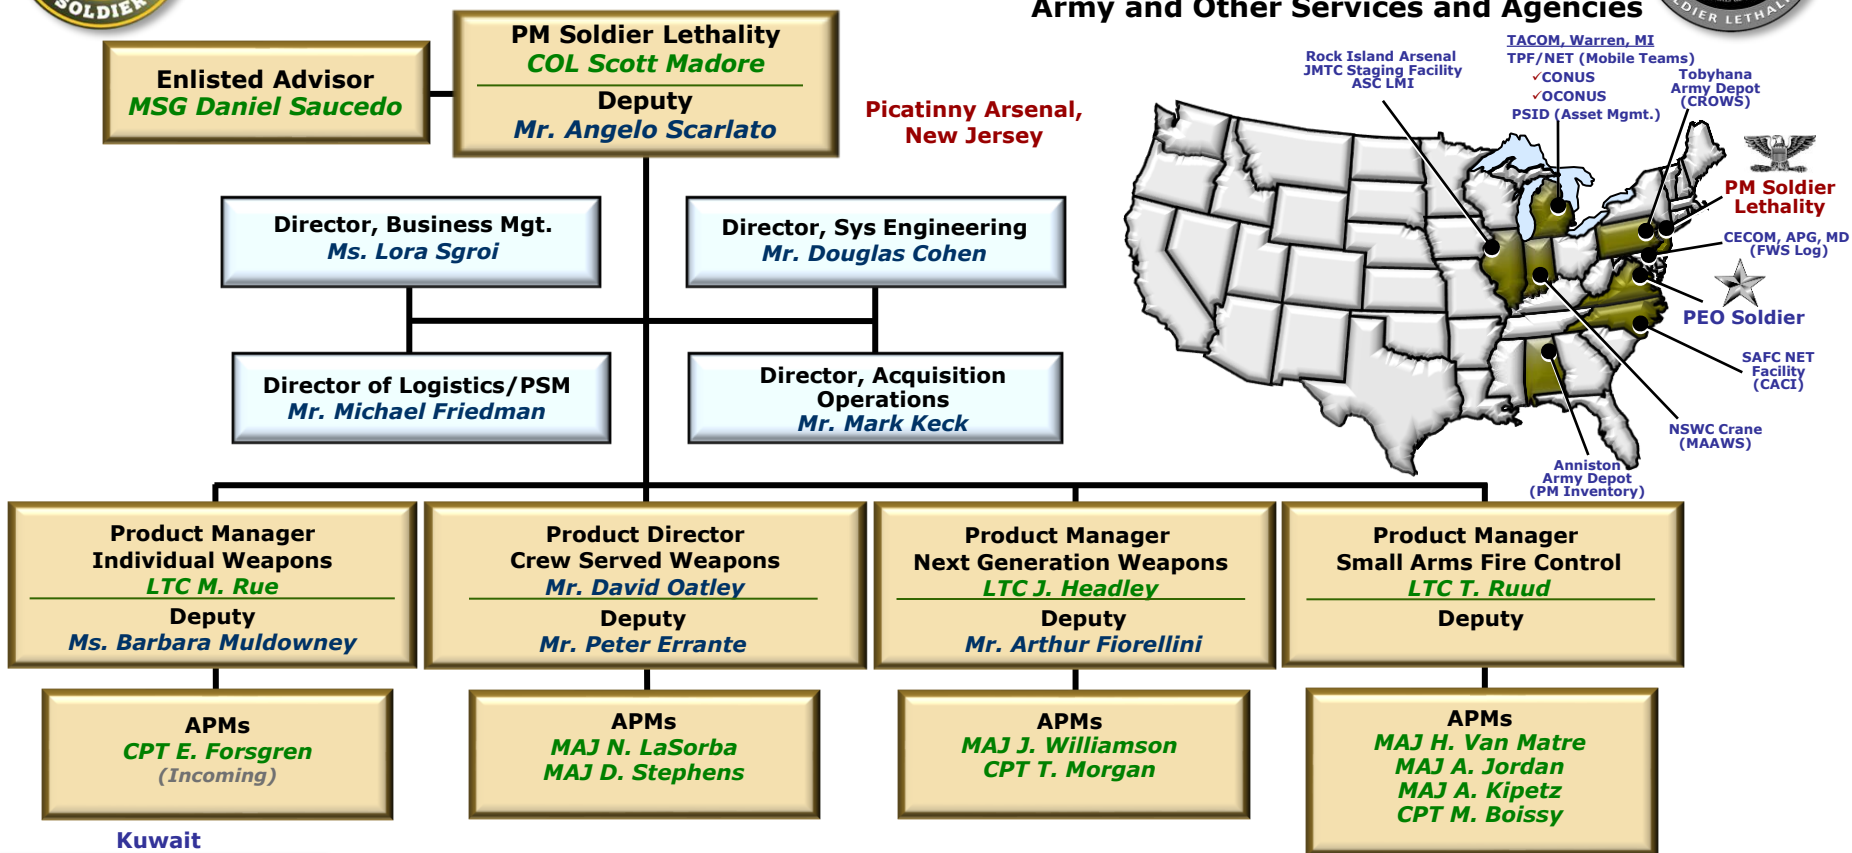 SOLDIER
Army and Other Services and Agencies
SOLDIER LETHALITY
PM Soldier Lethality
COL Scott Madore
Deputy
Mr. Angelo Scarlato
Enlisted Advisor
MSG Daniel Saucedo
Picatinny Arsenal,
New Jersey
Rock Island Arsenal
JMTC Staging Facility
ASC LMI
TACOM, Warren, MI
TPF/NET (Mobile Teams)
✓CONUS
✓OCONUS
PSID (Asset Mgmt.)
Tobyhana
Army Depot
(CROWS)
PM Soldier
Lethality
CECOM, APG, MD
(FWS Log)
PEO Soldier
SAFC NET
Facility
(CACI)
NSWC Crane
(MAAWS)
Anniston
Army Depot
(PM Inventory)
Director, Business Mgt.
Ms. Lora Sgroi
Director, Sys Engineering
Mr. Douglas Cohen
Director of Logistics/PSM
Mr. Michael Friedman
Director, Acquisition
Operations
Mr. Mark Keck
Product Manager
Individual Weapons
LTC M. Rue
Deputy
Ms. Barbara Muldowney
Product Director
Crew Served Weapons
Mr. David Oatley
Deputy
Mr. Peter Errante
Product Manager
Next Generation Weapons
LTC J. Headley
Deputy
Mr. Arthur Fiorellini
Product Manager
Small Arms Fire Control
LTC T. Ruud
Deputy
APMs
CPT E. Forsgren
(Incoming)
APMs
MAJ N. LaSorba
MAJ D. Stephens
APMs
MAJ J. Williamson
CPT T. Morgan
APMs
MAJ H. Van Matre
MAJ A. Jordan
MAJ A. Kipetz
CPT M. Boissy
Kuwait